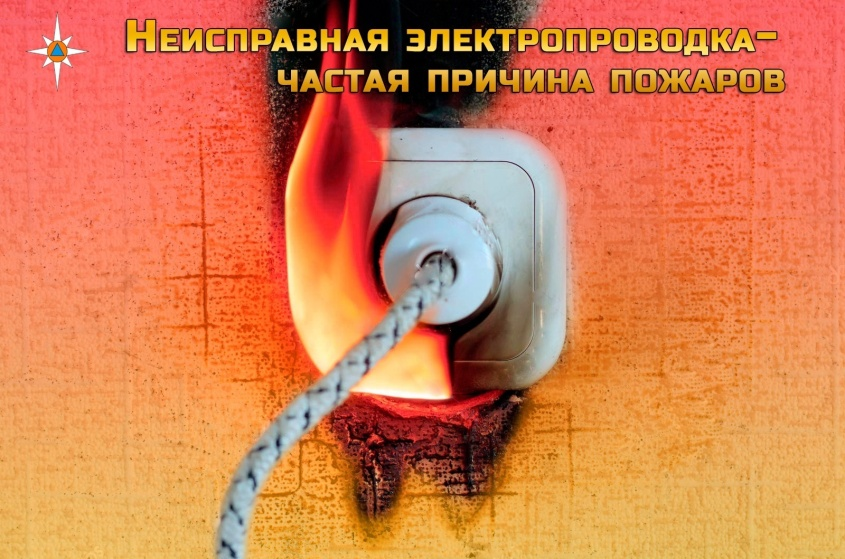 Неисправная электропроводка-
частая причина пожаров